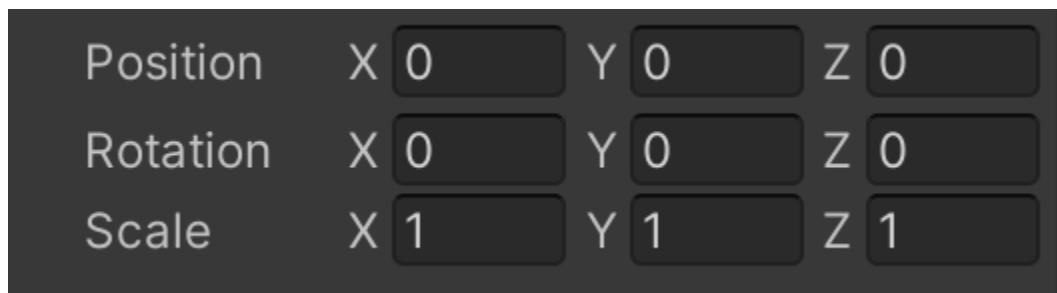 Position X 0 Y 0 Z 0
Rotation X 0 Y 0 Z 0
Scale X 1 Y 1 Z 1